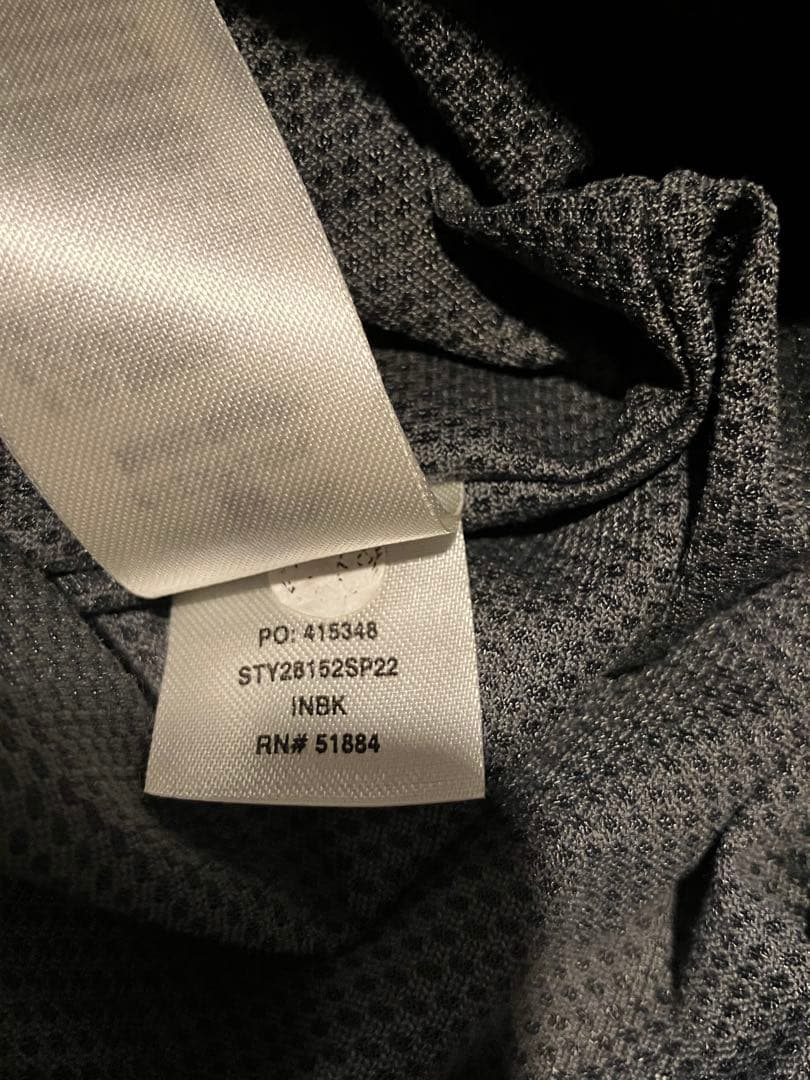 PO: 415348
STY28152SP22
INBK
RN# 51884